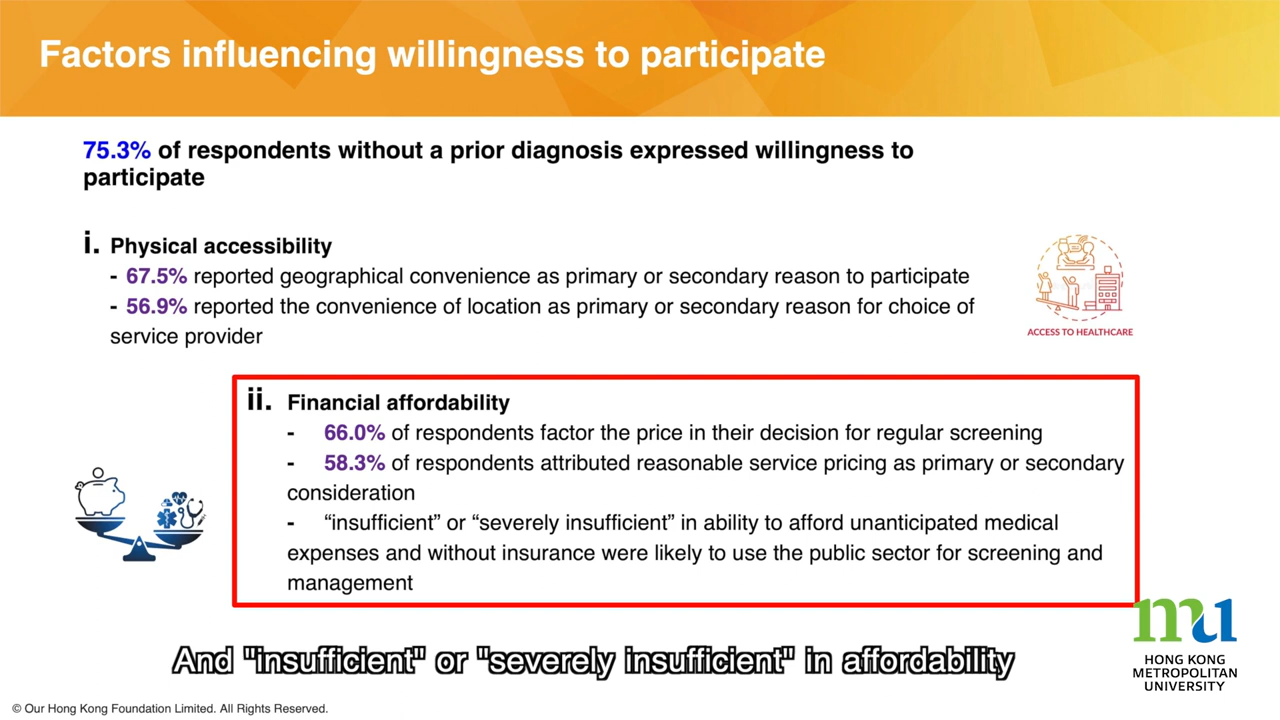 Factors influencing willingness to participate
75.3% of respondents without a prior diagnosis expressed willingness to
participate
i. Physical accessibility
- 67.5% reported geographical convenience as primary or secondary reason to participate
- 56.9% reported the convenience of location as primary or secondary reason for choice of
service provider
ACCESS TO HEALTHCARE
ii. Financial affordability
- 66.0% of respondents factor the price in their decision for regular screening
- 58.3% of respondents attributed reasonable service pricing as primary or secondary
consideration
- “insufficient” or “severely insufficient” in ability to afford unanticipated medical
expenses and without insurance were likely to use the public sector for screening and
management
mu
HONG KONG
METROPOLITAN
UNIVERSITY
And "insufficient" or "severely insufficient" in affordability
© Our Hong Kong Foundation Limited. All Rights Reserved.